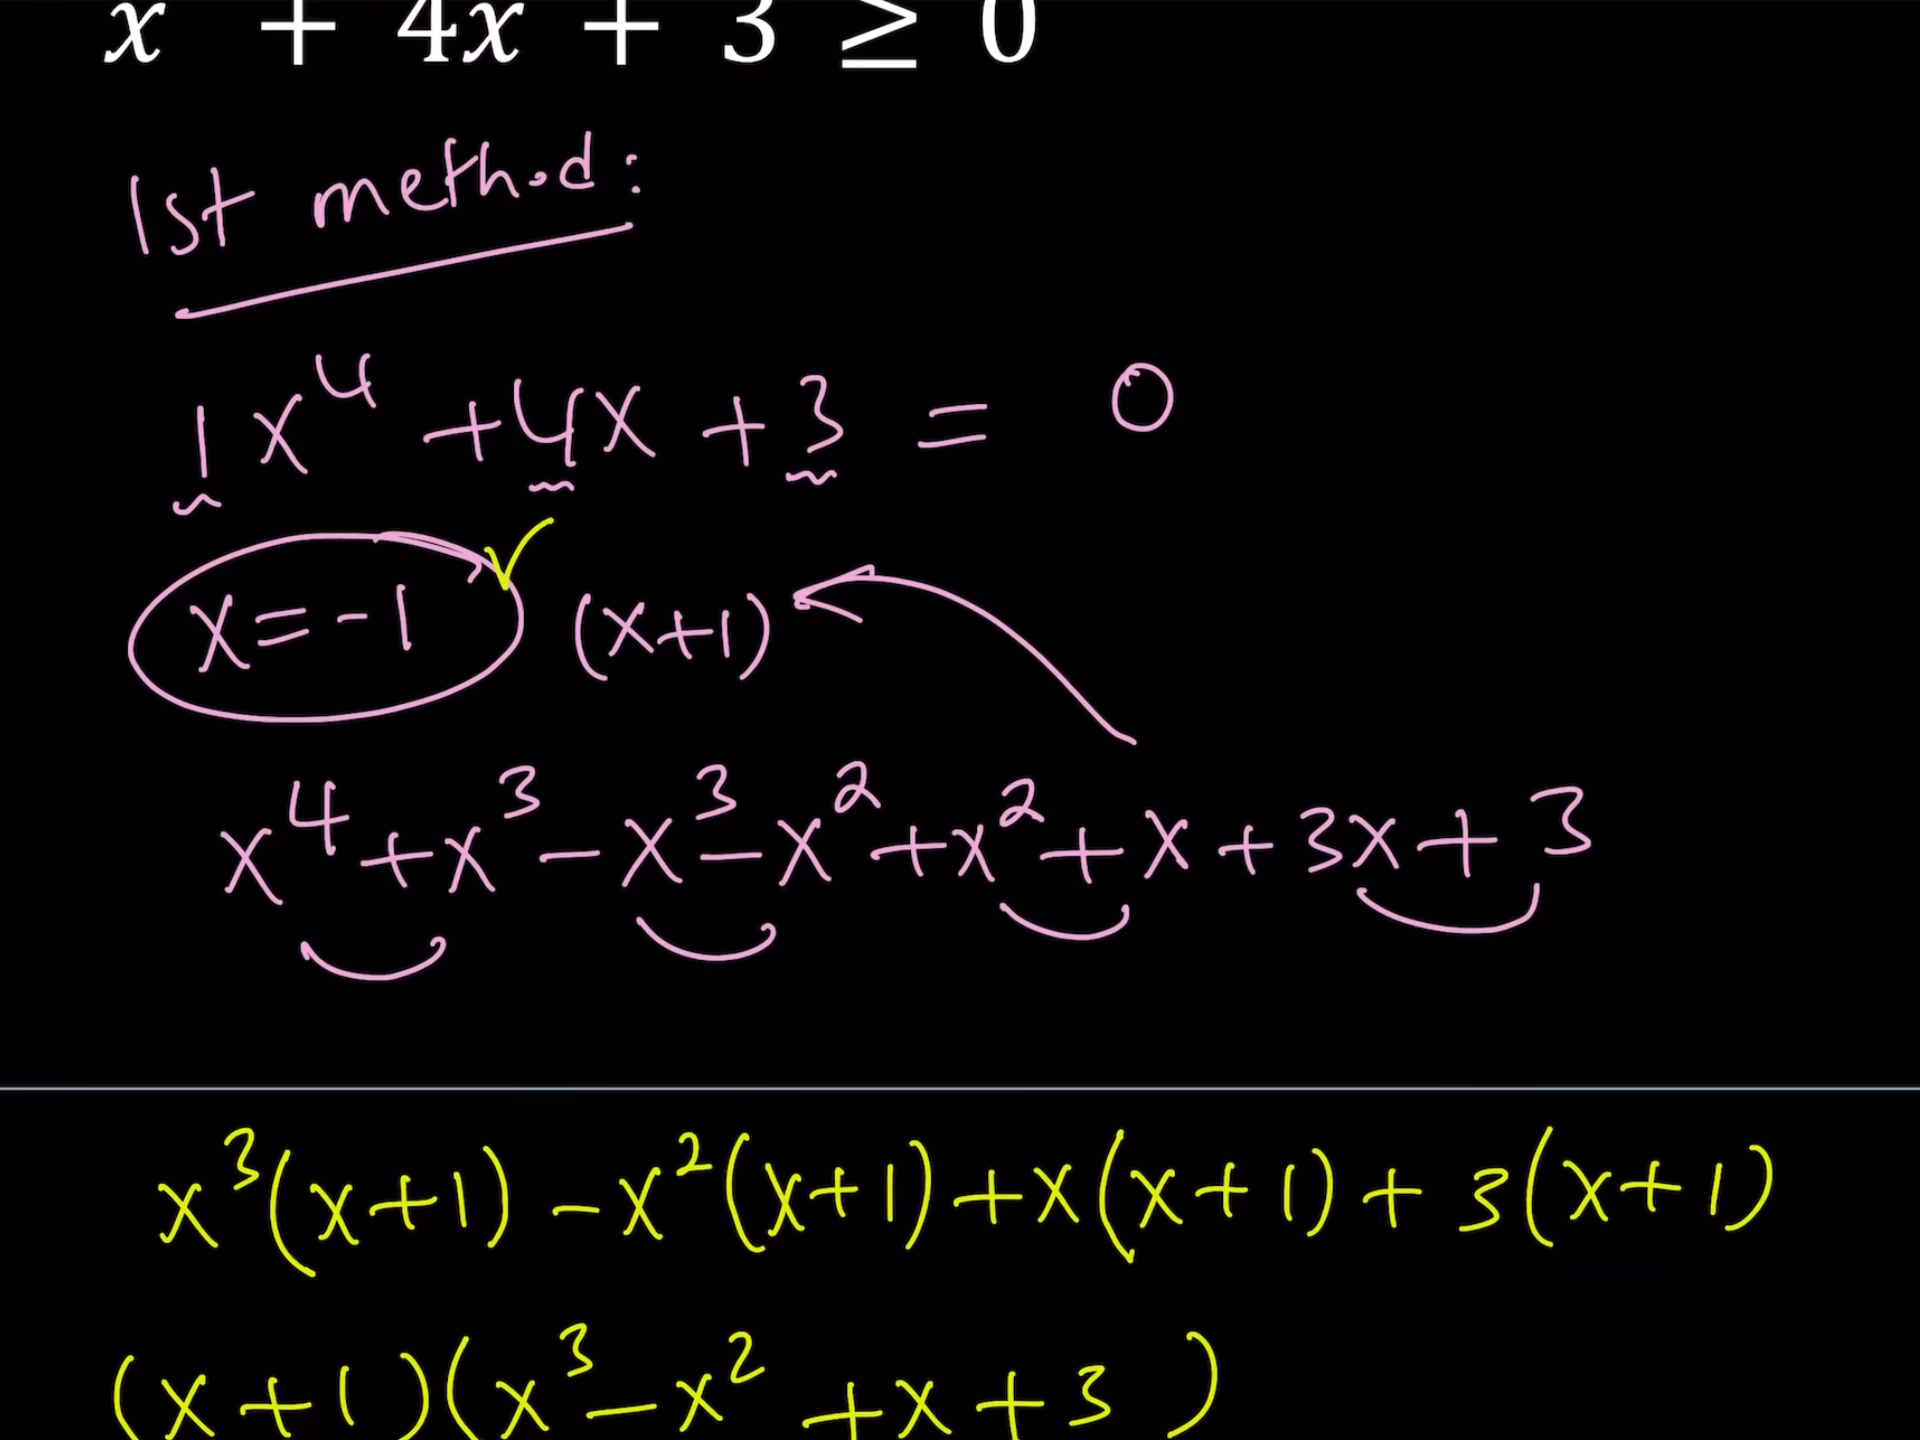 x + 4x + 3 ≥ 0
1st method:
1x⁴ + 4x + 3 = 0
x = -1 ✓ (x+1)
x⁴ + x³ - x³ - x² + x² + x + 3x + 3
x³(x+1) - x²(x+1) + x(x+1) + 3(x+1)
(x+1)(x³ - x² + x + 3)